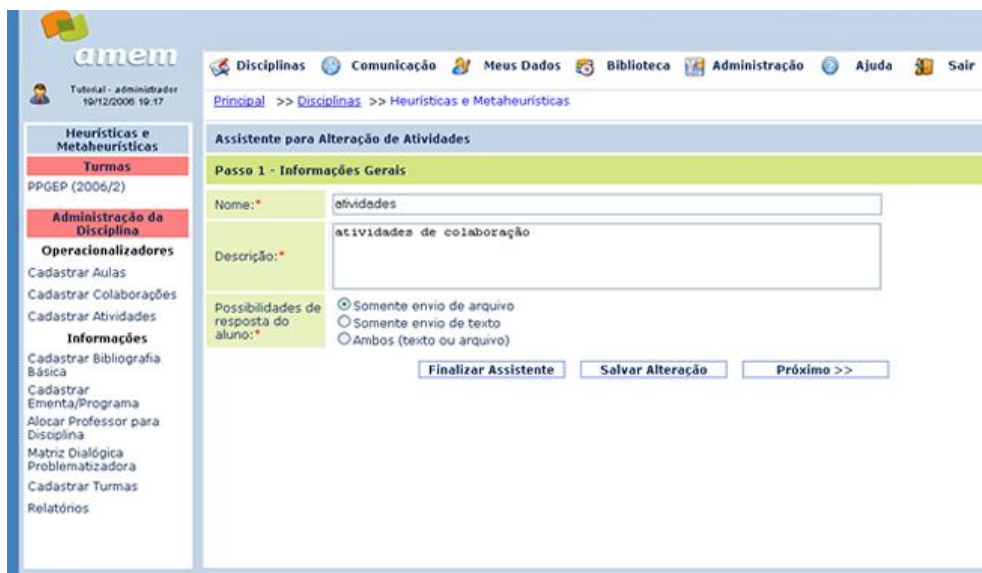 amem
Tutorial - administrador
19/12/2006 19:17
Disciplinas Comunicação Meus Dados Biblioteca Administração Ajuda Sair
Principal >> Disciplinas >> Heurísticas e Metaheurísticas
Heurísticas e
Metaheurísticas
Turmas
PPGEP (2006/2)
Administração da
Disciplina
Operacionalizadores
Cadastrar Aulas
Cadastrar Colaborações
Cadastrar Atividades
Informações
Cadastrar Bibliografia
Básica
Cadastrar
Ementa/Programa
Alocar Professor para
Disciplina
Matriz Dialógica
Problematizadora
Cadastrar Turmas
Relatórios
Assistente para Alteração de Atividades
Passo 1 - Informações Gerais
Nome:* atividades
Descrição:* atividades de colaboração
Possibilidades de
resposta do
aluno:*
Somente envio de arquivo
Somente envio de texto
Ambos (texto ou arquivo)
Finalizar Assistente Salvar Alteração Próximo >>